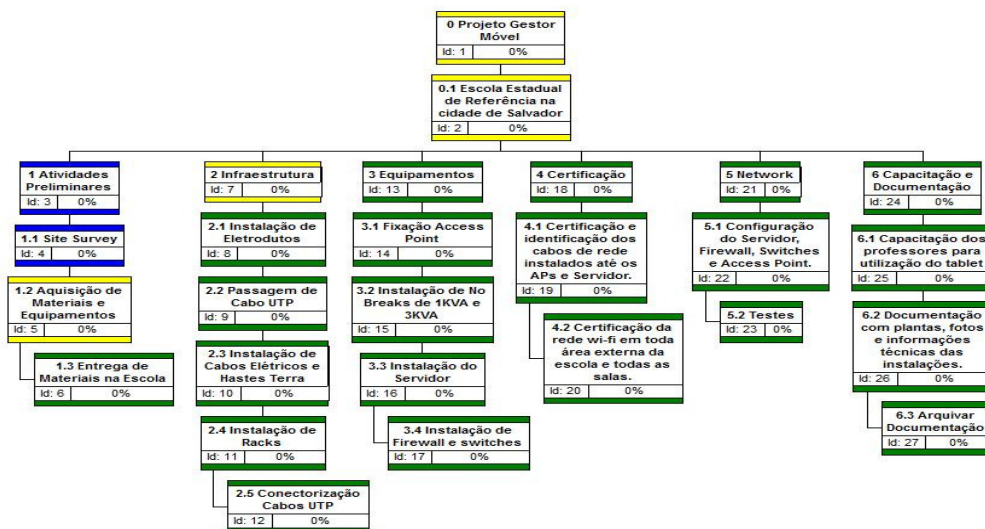 0 Projeto Gestor
Móvel
Id: 1 0%
0.1 Escola Estadual
de Referência na
cidade de Salvador
Id: 2 0%
1 Atividades
Preliminares
Id: 3 0%
1.1 Site Survey
Id: 4 0%
1.2 Aquisição de
Materiais e
Equipamentos
Id: 5 0%
1.3 Entrega de
Materiais na Escola
Id: 6 0%
2 Infraestrutura
Id: 7 0%
2.1 Instalação de
Eletrodutos
Id: 8 0%
2.2 Passagem de
Cabo UTP
Id: 9 0%
2.3 Instalação de
Cabos Elétricos e
Hastes Terra
Id: 10 0%
2.4 Instalação de
Racks
Id: 11 0%
2.5 Conectorização
Cabos UTP
Id: 12 0%
3 Equipamentos
Id: 13 0%
3.1 Fixação Access
Point
Id: 14 0%
3.2 Instalação de No
Breaks de 1KVA e
3KVA
Id: 15 0%
3.3 Instalação do
Servidor
Id: 16 0%
3.4 Instalação de
Firewall e switches
Id: 17 0%
4 Certificação
Id: 18 0%
4.1 Certificação e
identificação dos
cabos de rede
instalados até os
APs e Servidor.
Id: 19 0%
4.2 Certificação da
rede wi-fi em toda
área externa da
escola e todas as
salas.
Id: 20 0%
5 Network
Id: 21 0%
5.1 Configuração
do Servidor,
Firewall, Switches
e Access Point.
Id: 22 0%
5.2 Testes
Id: 23 0%
6 Capacitação e
Documentação
Id: 24 0%
6.1 Capacitação dos
professores para
utilização do tablet
Id: 25 0%
6.2 Documentação
com plantas, fotos
e informações
técnicas das
instalações.
Id: 26 0%
6.3 Arquivar
Documentação
Id: 27 0%